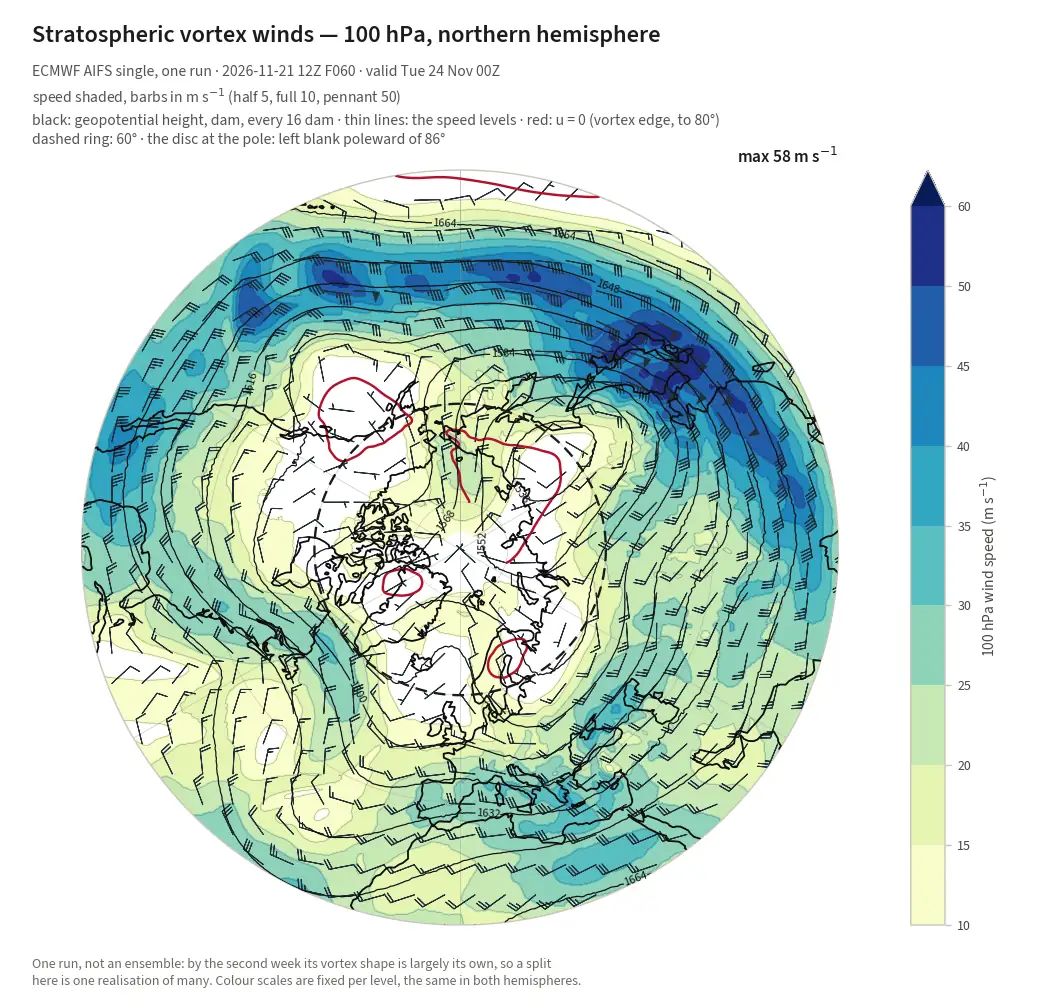 Stratospheric vortex winds — 100 hPa, northern hemisphere
ECMWF AIFS single, one run · 2026-11-21 12Z F060 · valid Tue 24 Nov 00Z
speed shaded, barbs in m s⁻¹ (half 5, full 10, pennant 50)
black: geopotential height, dam, every 16 dam · thin lines: the speed levels · red: u = 0 (vortex edge, to 80°)
dashed ring: 60° · the disc at the pole: left blank poleward of 86°
max 58 m s⁻¹
1664
1664
1648
1584
1616
1568
1552
1632
1664
60
50
45
40
35
30
25
20
15
10
100 hPa wind speed (m s⁻¹)
One run, not an ensemble: by the second week its vortex shape is largely its own, so a split
here is one realisation of many. Colour scales are fixed per level, the same in both hemispheres.